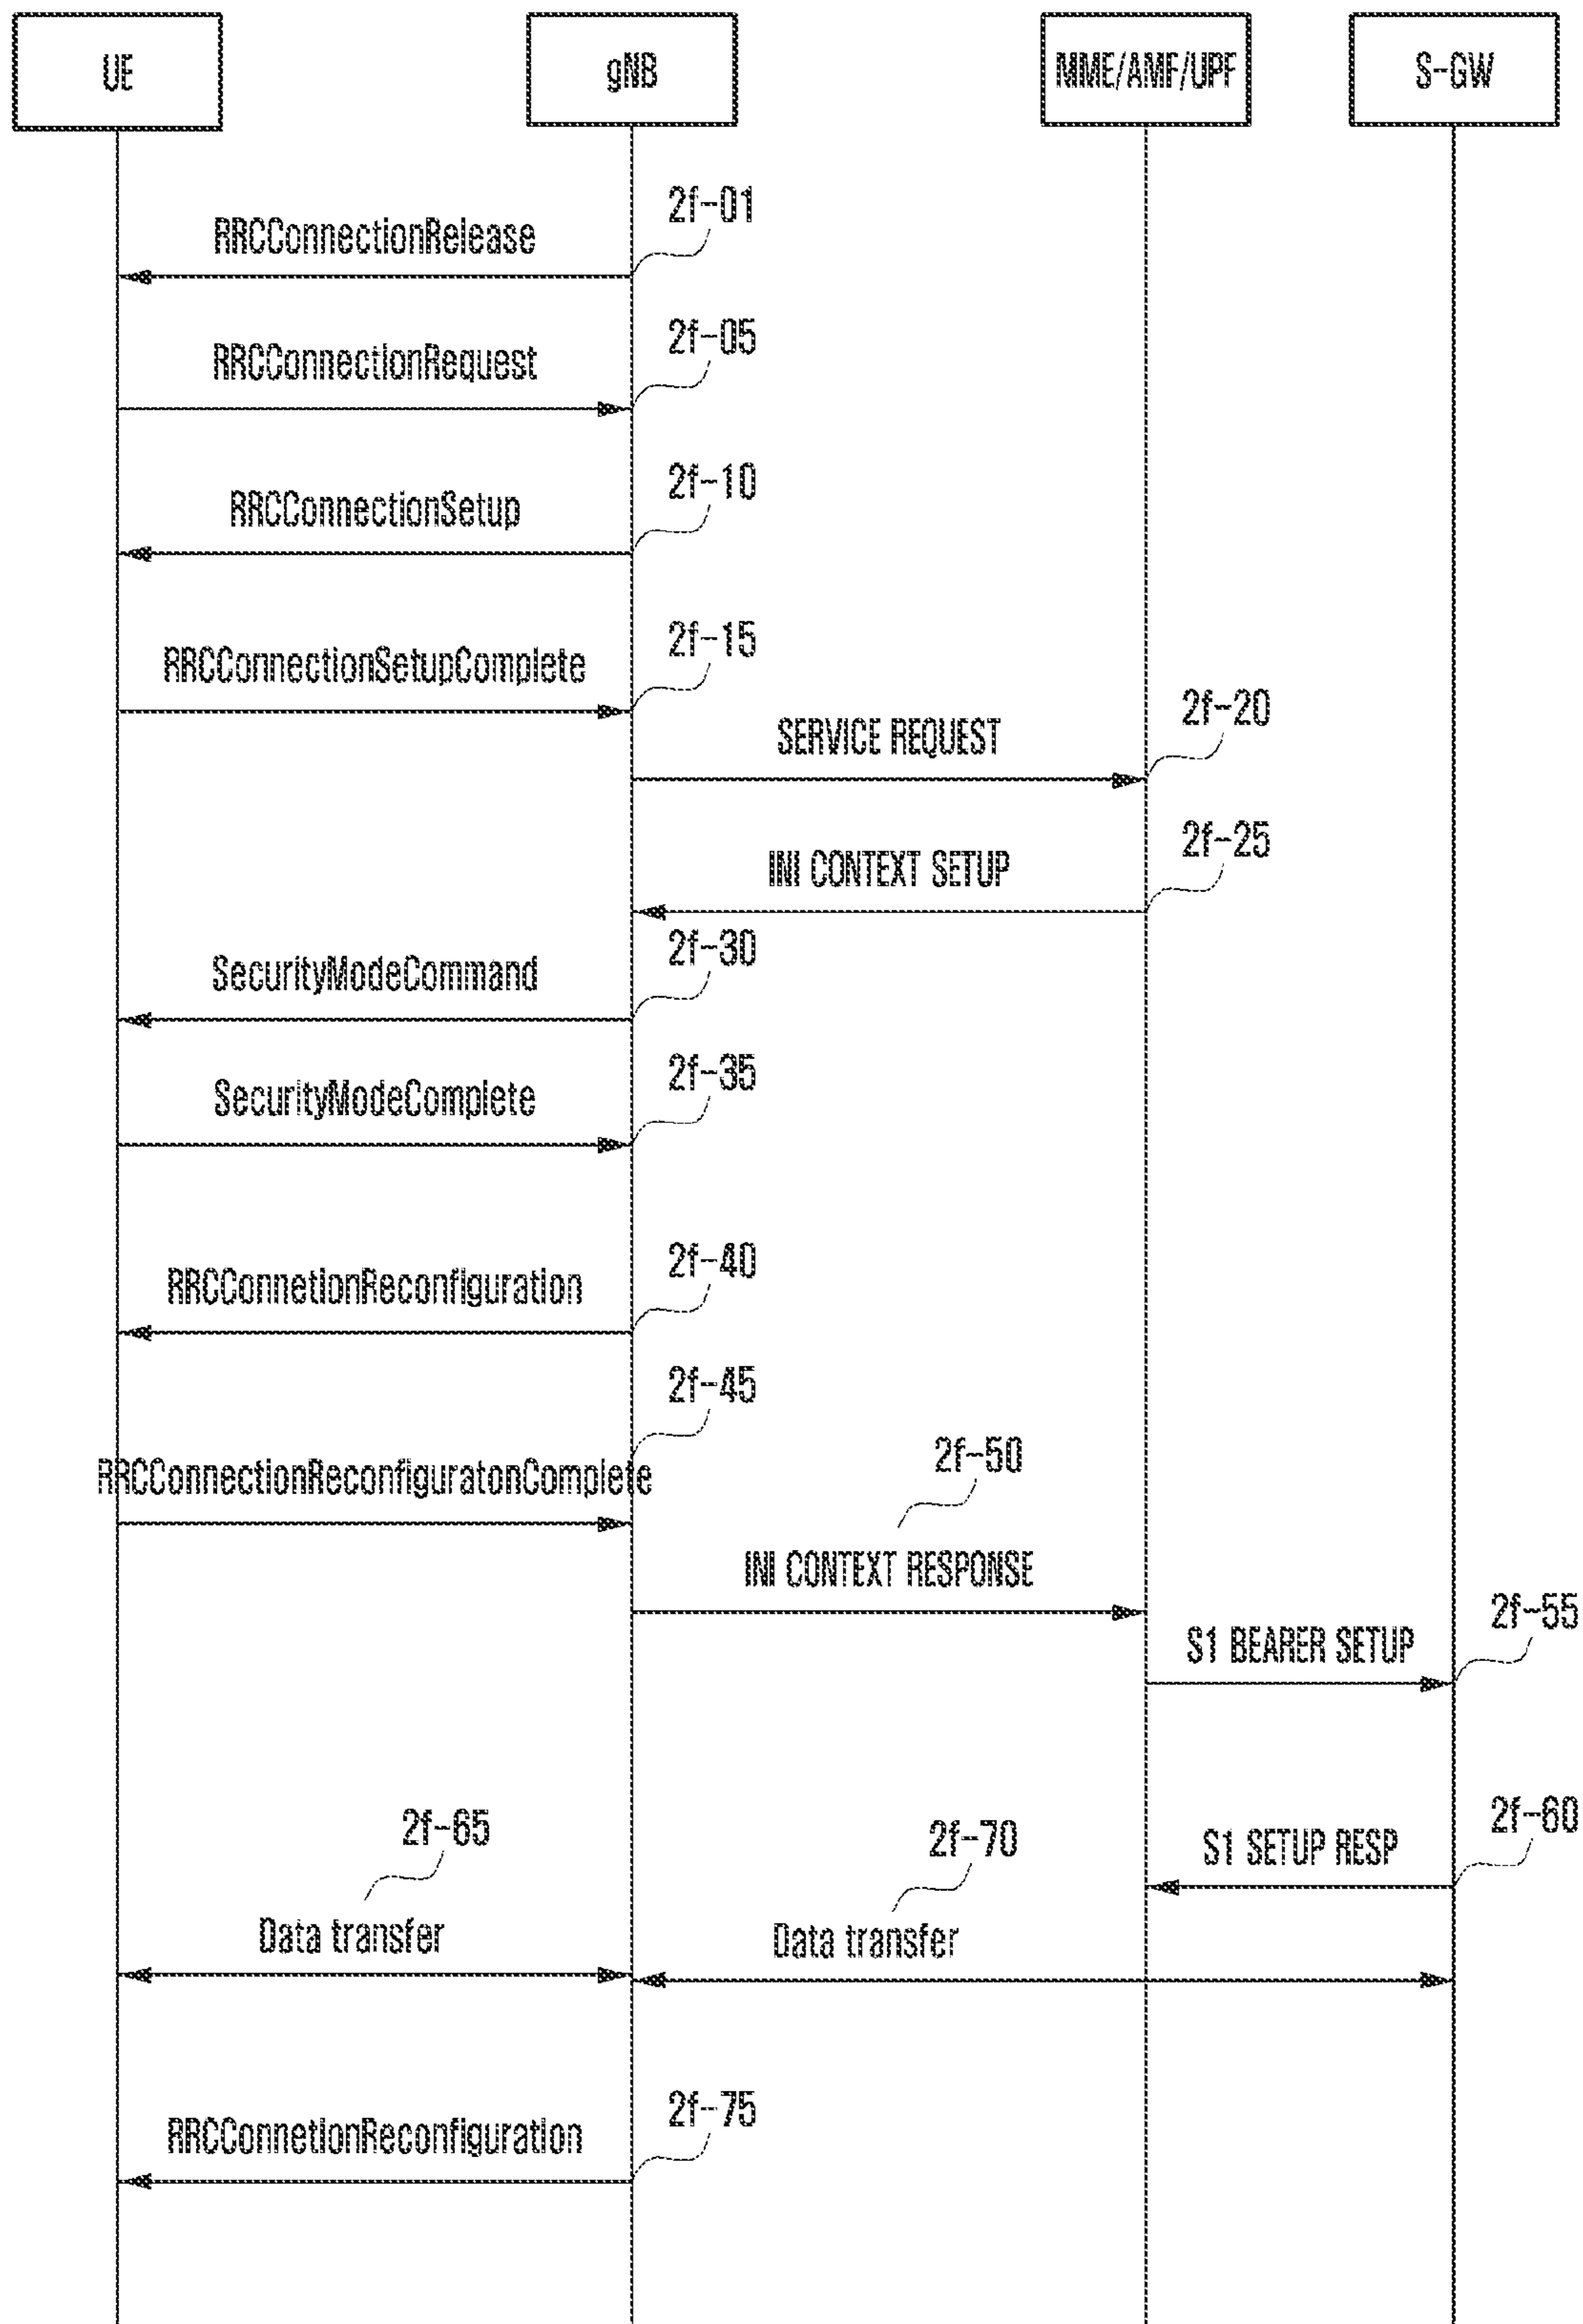 UE
gNB
MME/AMF/UPF
S-GW
2f-01
RRCConnectionRelease
2f-05
RRCConnectionRequest
2f-10
RRCConnectionSetup
2f-15
RRCConnectionSetupComplete
2f-20
SERVICE REQUEST
2f-25
INI CONTEXT SETUP
2f-30
SecurityModeCommand
2f-35
SecurityModeComplete
2f-40
RRCConnetionReconfiguration
2f-45
RRCConnectionReconfiguratonComplete
2f-50
INI CONTEXT RESPONSE
2f-55
S1 BEARER SETUP
2f-60
S1 SETUP RESP
2f-65
Data transfer
2f-70
Data transfer
2f-75
RRCConnetionReconfiguration